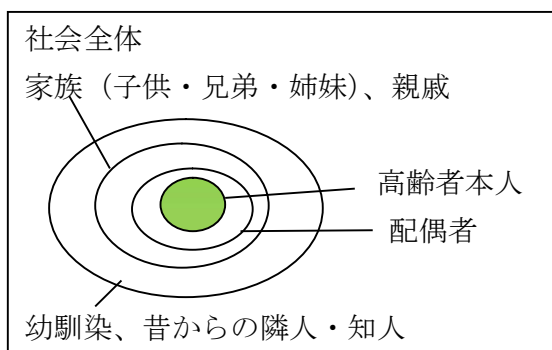 社会全体
家族（子供・兄弟・姉妹）、親戚
高齢者本人
配偶者
幼馴染、昔からの隣人・知人